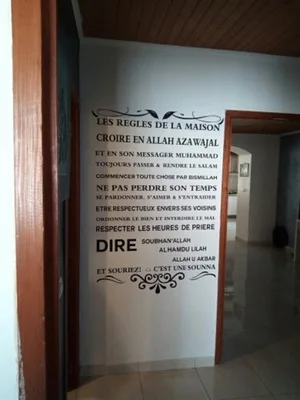 LES REGLES DE LA MAISON
CROIRE EN ALLAH AZAWAJAL
ET EN SON MESSAGER MUHAMMAD
TOUJOURS PASSER & RENDRE LE SALAM
COMMENCER TOUTE CHOSE PAR BISMILLAH
NE PAS PERDRE SON TEMPS
SE PARDONNER, S'AIMER & S'ENTRAIDER
ETRE RESPECTUEUX ENVERS SES VOISINS
ORDONNER LE BIEN ET INTERDIRE LE MAL
RESPECTER LES HEURES DE PRIERE
DIRE SOUBHAN'ALLAH
ALHAMDU LILAH
ALLAH U AKBAR
ET SOURIEZ! C'EST UNE SOUNNA